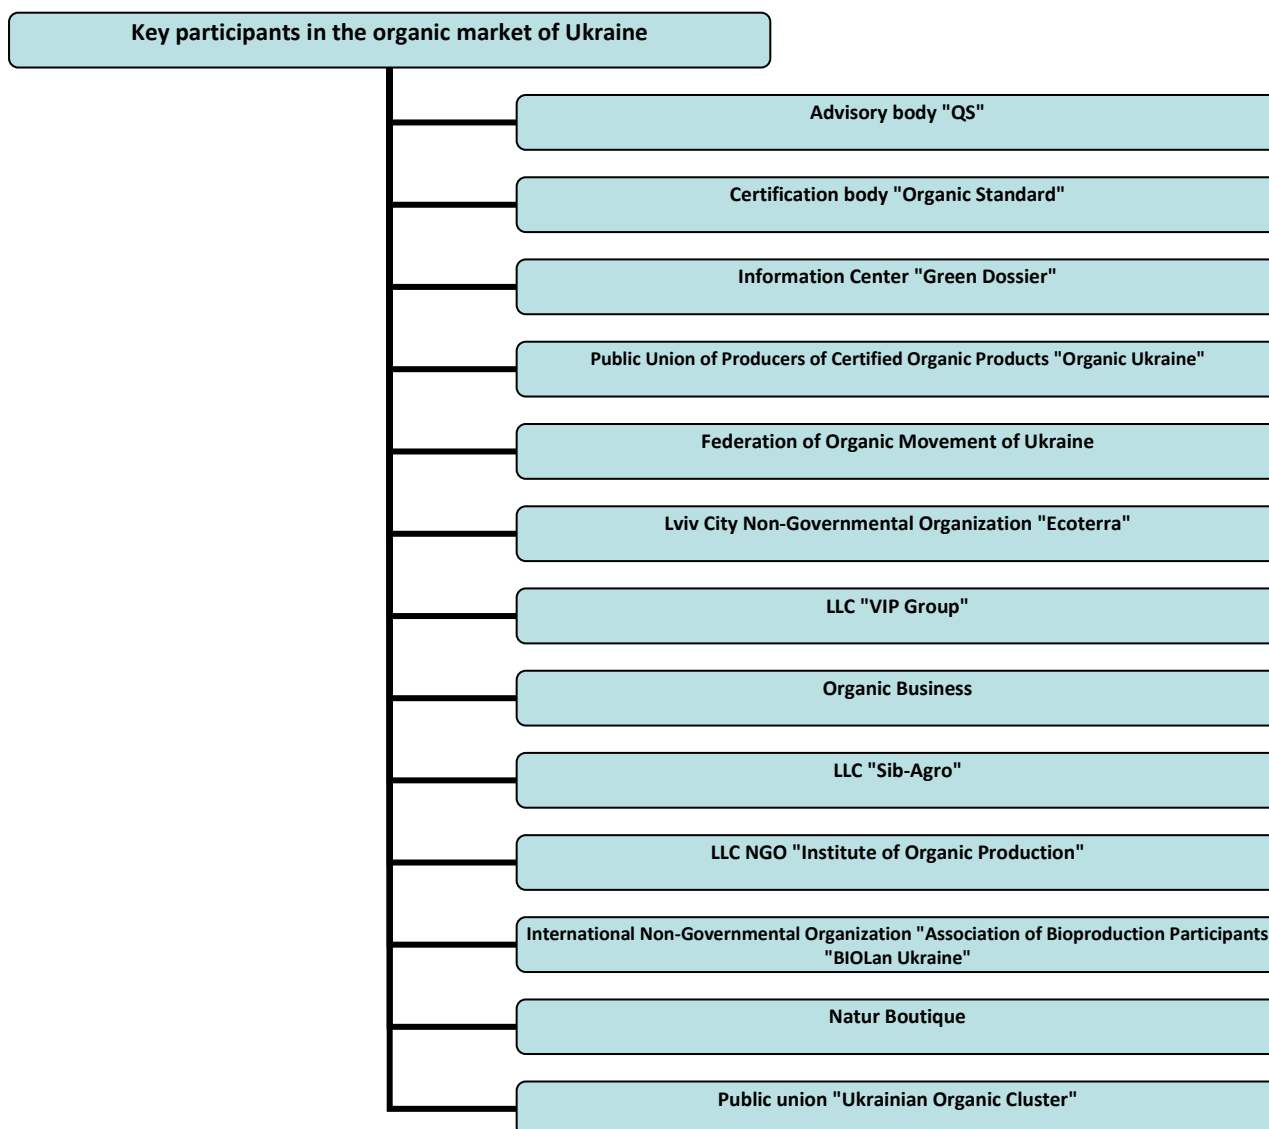 Key participants in the organic market of Ukraine
Advisory body "QS"
Certification body "Organic Standard"
Information Center "Green Dossier"
Public Union of Producers of Certified Organic Products "Organic Ukraine"
Federation of Organic Movement of Ukraine
Lviv City Non-Governmental Organization "Ecoterra"
LLC "VIP Group"
Organic Business
LLC "Sib-Agro"
LLC NGO "Institute of Organic Production"
International Non-Governmental Organization "Association of Bioproduction Participants
"BIOLan Ukraine"
Natur Boutique
Public union "Ukrainian Organic Cluster"